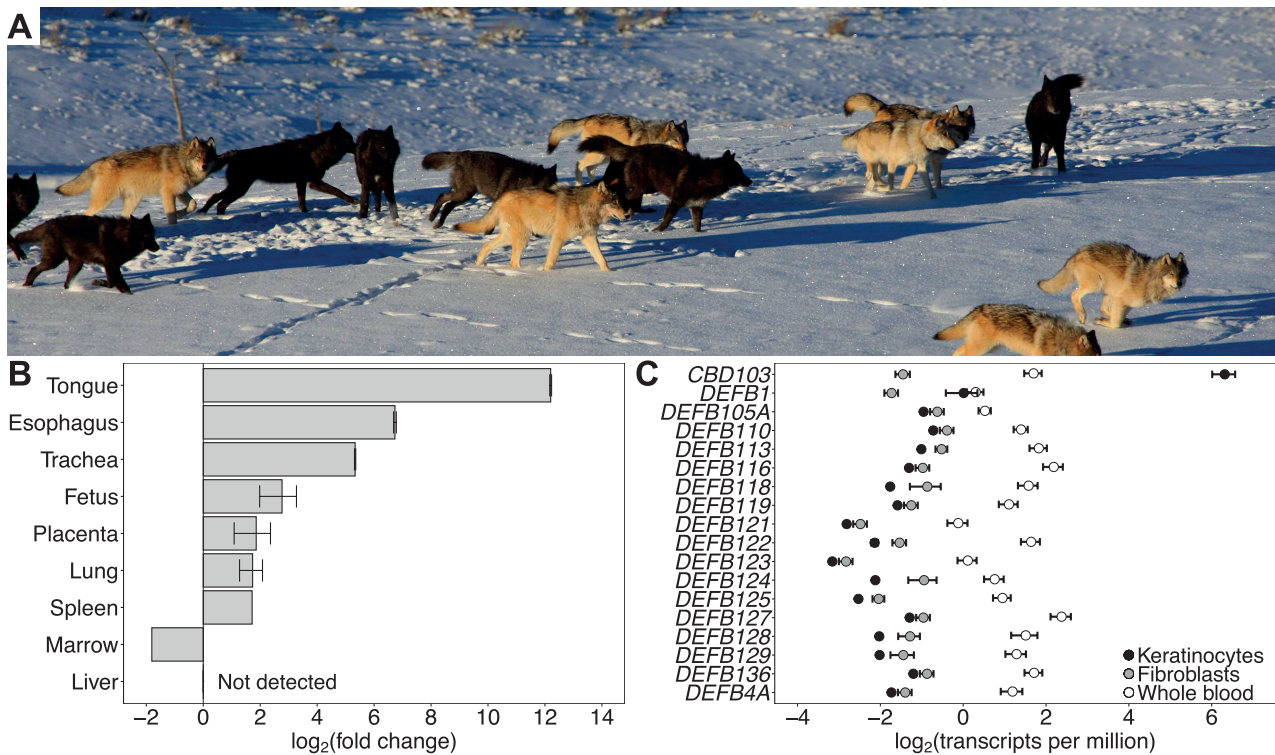 A
B
Tongue
Esophagus
Trachea
Fetus
Placenta
Lung
Spleen
Marrow
Liver
Not detected
−2 0 2 4 6 8 10 12 14
log₂(fold change)
C
CBD103
DEFB1
DEFB105A
DEFB110
DEFB113
DEFB116
DEFB118
DEFB119
DEFB121
DEFB122
DEFB123
DEFB124
DEFB125
DEFB127
DEFB128
DEFB129
DEFB136
DEFB4A
Keratinocytes
Fibroblasts
Whole blood
−4 −2 0 2 4 6
log₂(transcripts per million)